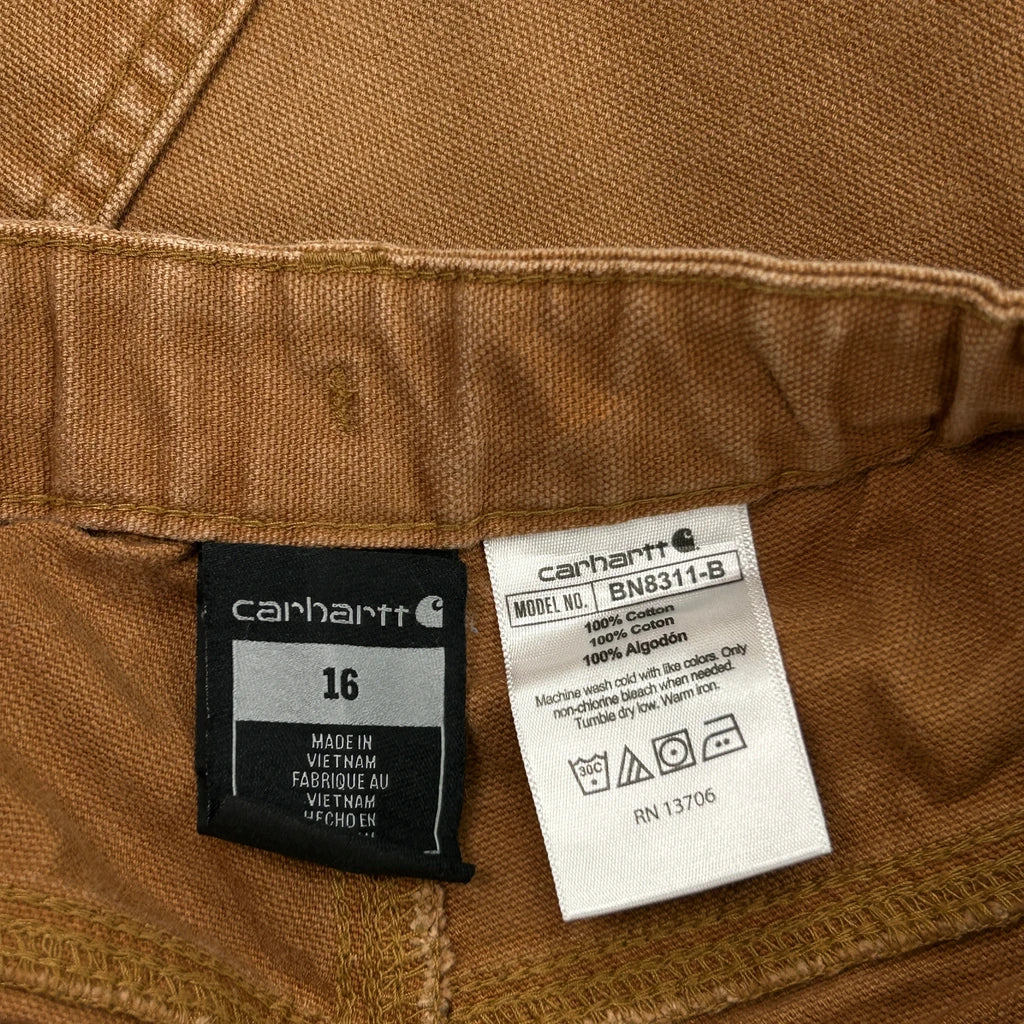 carhartt
16
MADE IN
VIETNAM
FABRIQUE AU
VIETNAM
HECHO EN
carhartt
MODEL NO. BN8311-B
100% Cotton
100% Coton
100% Algodón
Machine wash cold with like colors. Only
non-chlorine bleach when needed.
Tumble dry low. Warm iron.
30C
RN 13706